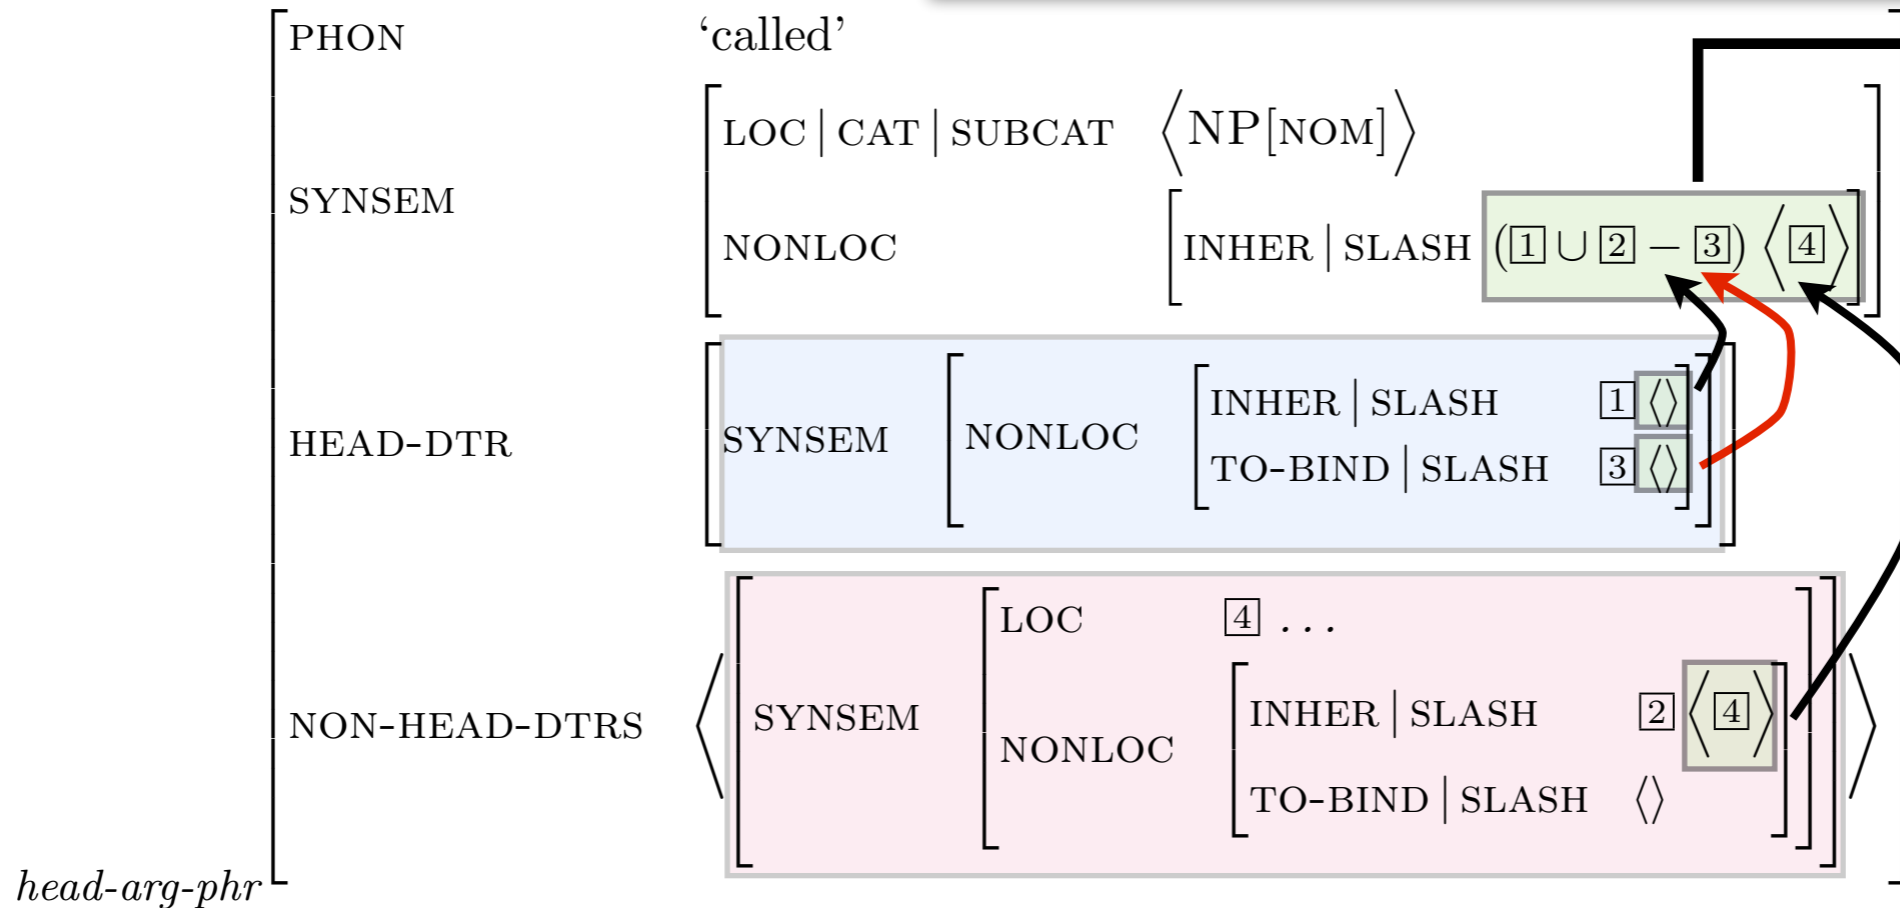 PHON ‘called’
LOC | CAT | SUBCAT ⟨NP[NOM]⟩
SYNSEM
NONLOC [INHER | SLASH (1 ∪ 2 − 3) ⟨4⟩]
INHER | SLASH 1 ⟨⟩
HEAD-DTR SYNSEM NONLOC
TO-BIND | SLASH 3 ⟨⟩
LOC 4 ...
INHER | SLASH 2 ⟨4⟩
NON-HEAD-DTRS SYNSEM
NONLOC
TO-BIND | SLASH ⟨⟩
head-arg-phr